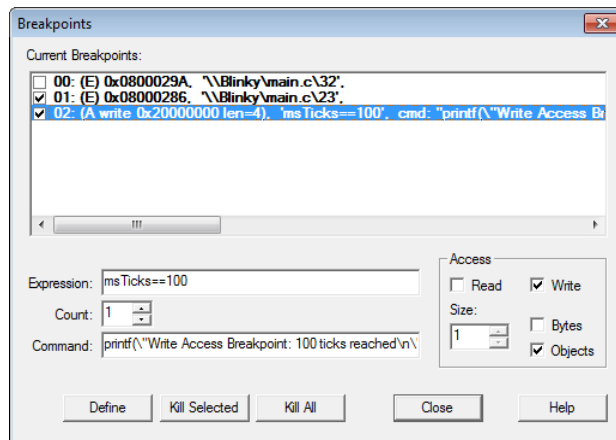 Breakpoints
Current Breakpoints:
00: (E) 0x0800029A, '\\Blinky\main.c\32',
01: (E) 0x08000286, '\\Blinky\main.c\23',
02: (A write 0x20000000 len=4), 'msTicks==100', cmd: "printf(\"Write Access Br
Access
Expression: msTicks==100
Read Write
Count: 1
Size:
1
Bytes
Command: printf(\"Write Access Breakpoint: 100 ticks reached\n\
Objects
Define Kill Selected Kill All Close Help